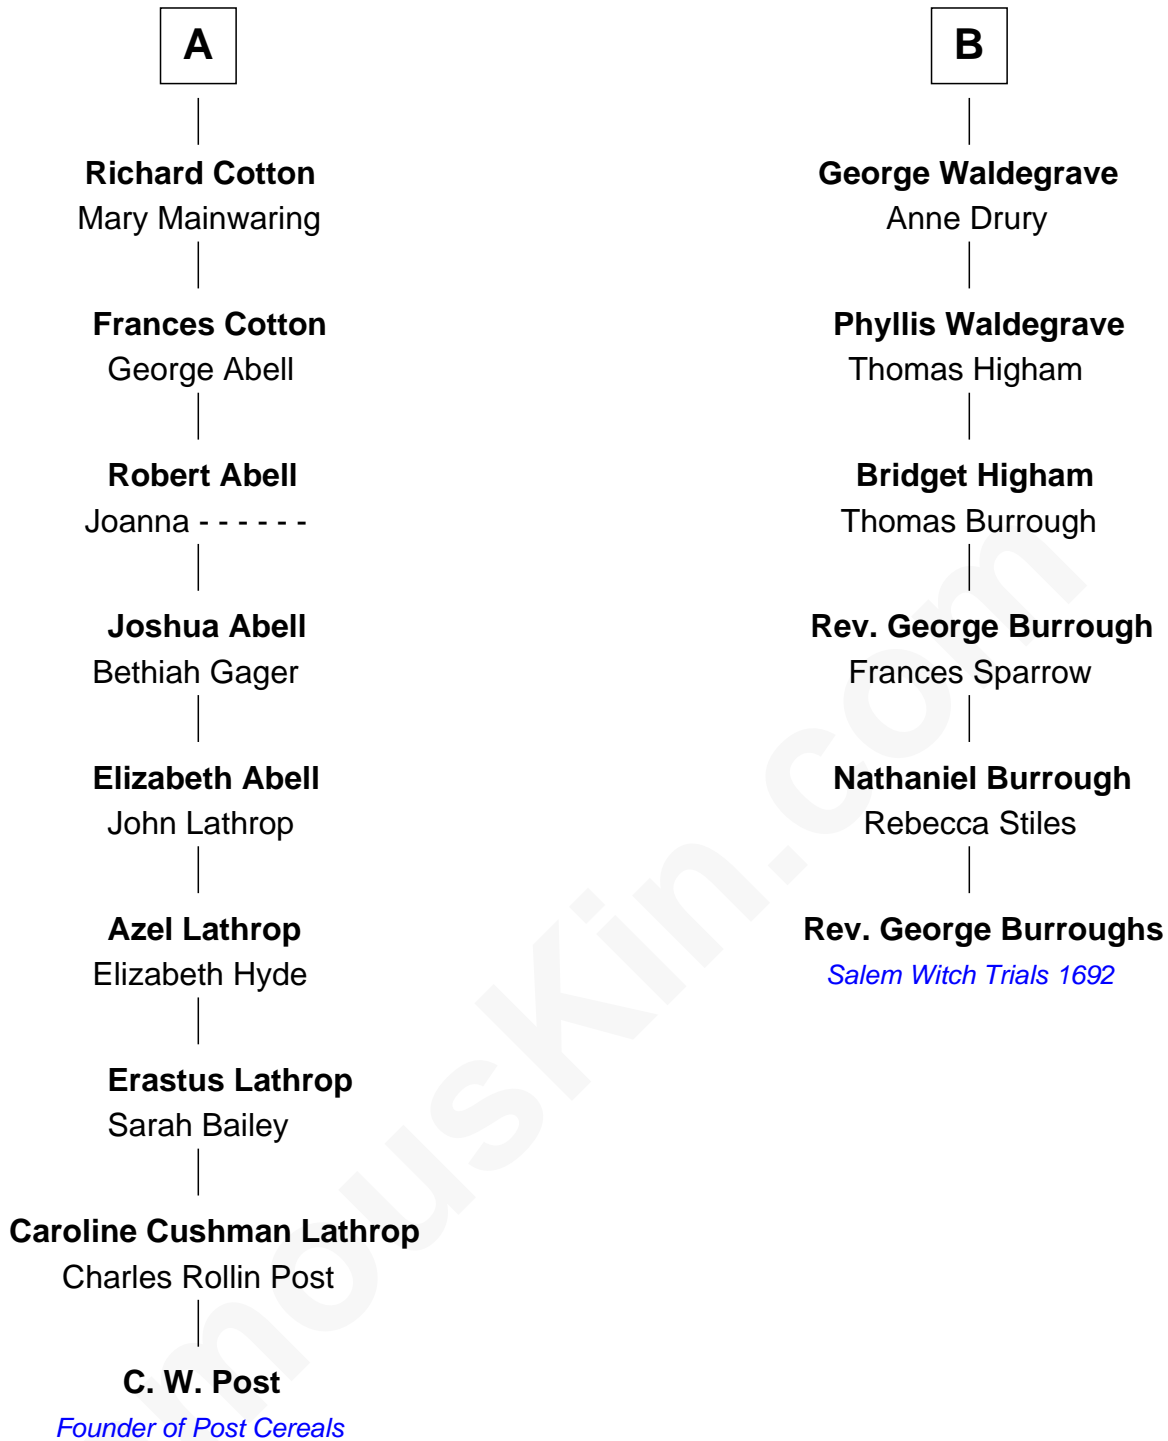 A
Richard Cotton
Mary Mainwaring
Frances Cotton
George Abell
Robert Abell
Joanna - - - - - -
Joshua Abell
Bethiah Gager
Elizabeth Abell
John Lathrop
Azel Lathrop
Elizabeth Hyde
Erastus Lathrop
Sarah Bailey
Caroline Cushman Lathrop
Charles Rollin Post
C. W. Post
Founder of Post Cereals
B
George Waldegrave
Anne Drury
Phyllis Waldegrave
Thomas Higham
Bridget Higham
Thomas Burrough
Rev. George Burrough
Frances Sparrow
Nathaniel Burrough
Rebecca Stiles
Rev. George Burroughs
Salem Witch Trials 1692
mousKin.com